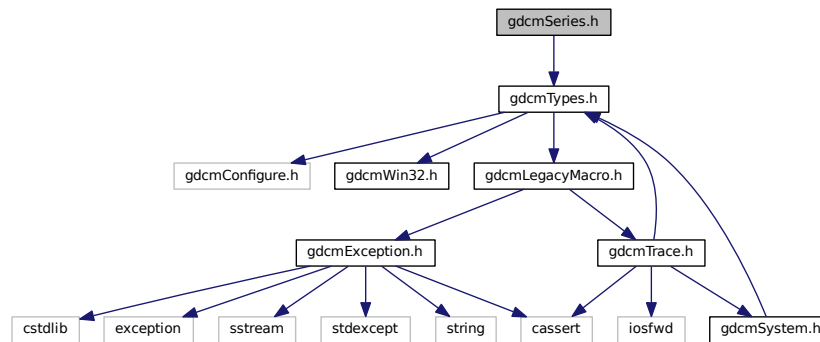 gdcmSeries.h
gdcmTypes.h
gdcmConfigure.h
gdcmWin32.h
gdcmLegacyMacro.h
gdcmException.h
gdcmTrace.h
cstdlib
exception
sstream
stdexcept
string
cassert
iosfwd
gdcmSystem.h